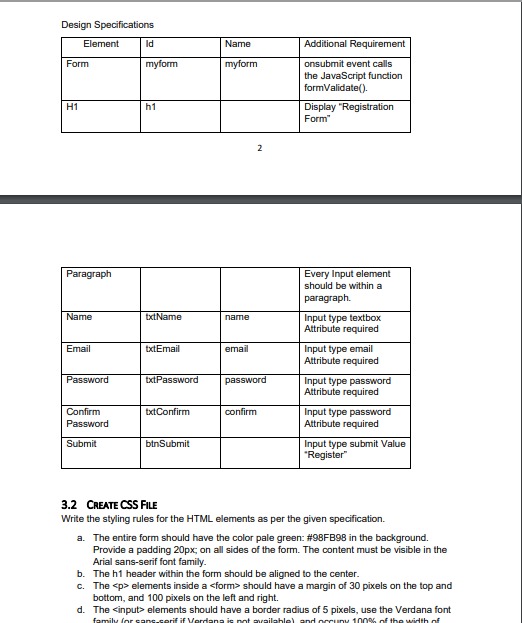 Design Specifications
Element Id Name Additional Requirement
Form myform myform onsubmit event calls
the JavaScript function
formValidate().
H1 h1 Display "Registration
Form"
2
Paragraph Every Input element
should be within a
paragraph.
Name txtName name Input type textbox
Attribute required
Email txtEmail email Input type email
Attribute required
Password txtPassword password Input type password
Attribute required
Confirm txtConfirm confirm Input type password
Password Attribute required
Submit btnSubmit Input type submit Value
"Register"
3.2 CREATE CSS FILE
Write the styling rules for the HTML elements as per the given specification.
a. The entire form should have the color pale green: #98FB98 in the background.
Provide a padding 20px; on all sides of the form. The content must be visible in the
Arial sans-serif font family.
b. The h1 header within the form should be aligned to the center.
c. The <p> elements inside a <form> should have a margin of 30 pixels on the top and
bottom, and 100 pixels on the left and right.
d. The <input> elements should have a border radius of 5 pixels, use the Verdana font
family (or sans-serif if Verdana is not available), and occupy 100% of the width of